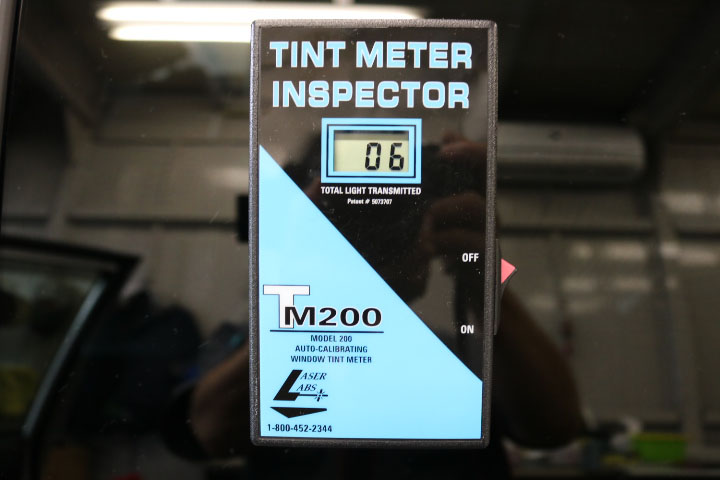 TINT METER
INSPECTOR
06
TOTAL LIGHT TRANSMITTED
Patent # 5073707
OFF
ON
TM200
MODEL 200
AUTO-CALIBRATING
WINDOW TINT METER
LASER
LABS
1-800-452-2344